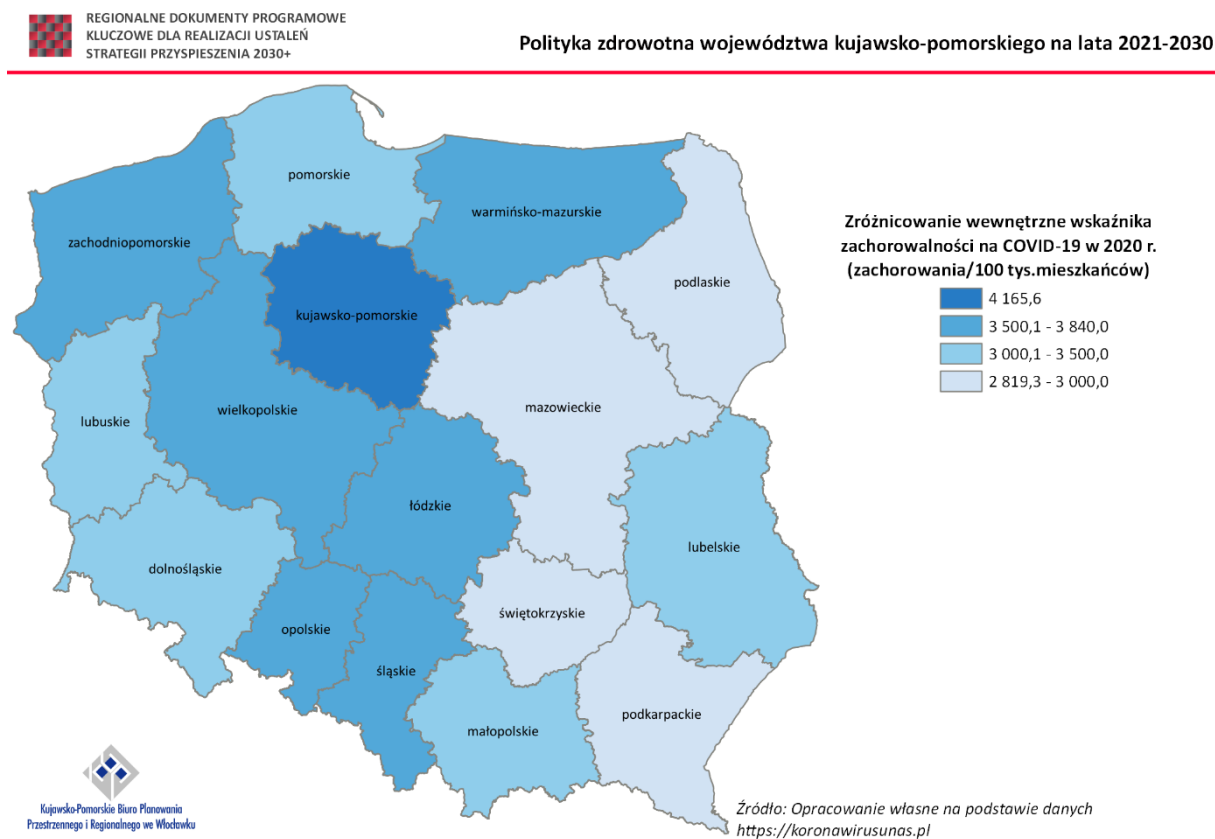 REGIONALNE DOKUMENTY PROGRAMOWE
KLUCZOWE DLA REALIZACJI USTALEŃ
STRATEGII PRZYSPIESZENIA 2030+
Polityka zdrowotna województwa kujawsko-pomorskiego na lata 2021-2030
pomorskie
warmińsko-mazurskie
zachodniopomorskie
podlaskie
kujawsko-pomorskie
mazowieckie
wielkopolskie
lubuskie
łódzkie
lubelskie
dolnośląskie
świętokrzyskie
opolskie
śląskie
podkarpackie
małopolskie
Zróżnicowanie wewnętrzne wskaźnika
zachorowalności na COVID-19 w 2020 r.
(zachorowania/100 tys.mieszkańców)
4 165,6
3 500,1 - 3 840,0
3 000,1 - 3 500,0
2 819,3 - 3 000,0
Kujawsko-Pomorskie Biuro Planowania
Przestrzennego i Regionalnego we Włocławku
Źródło: Opracowanie własne na podstawie danych
https://koronawirusunas.pl